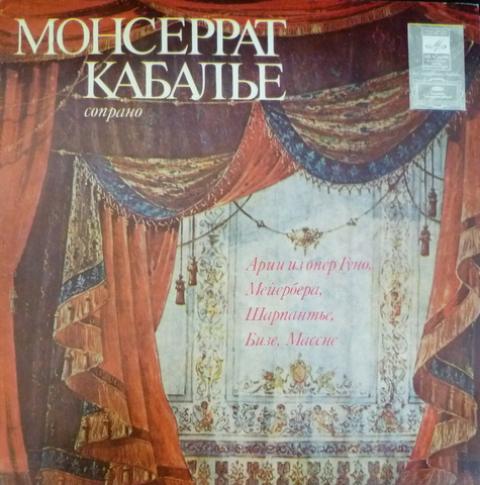 МОНСЕРРАТ
КАБАЛЬЕ
сопрано
Арии из опер Гуно,
Мейербера,
Шарпантье,
Бизе, Массне